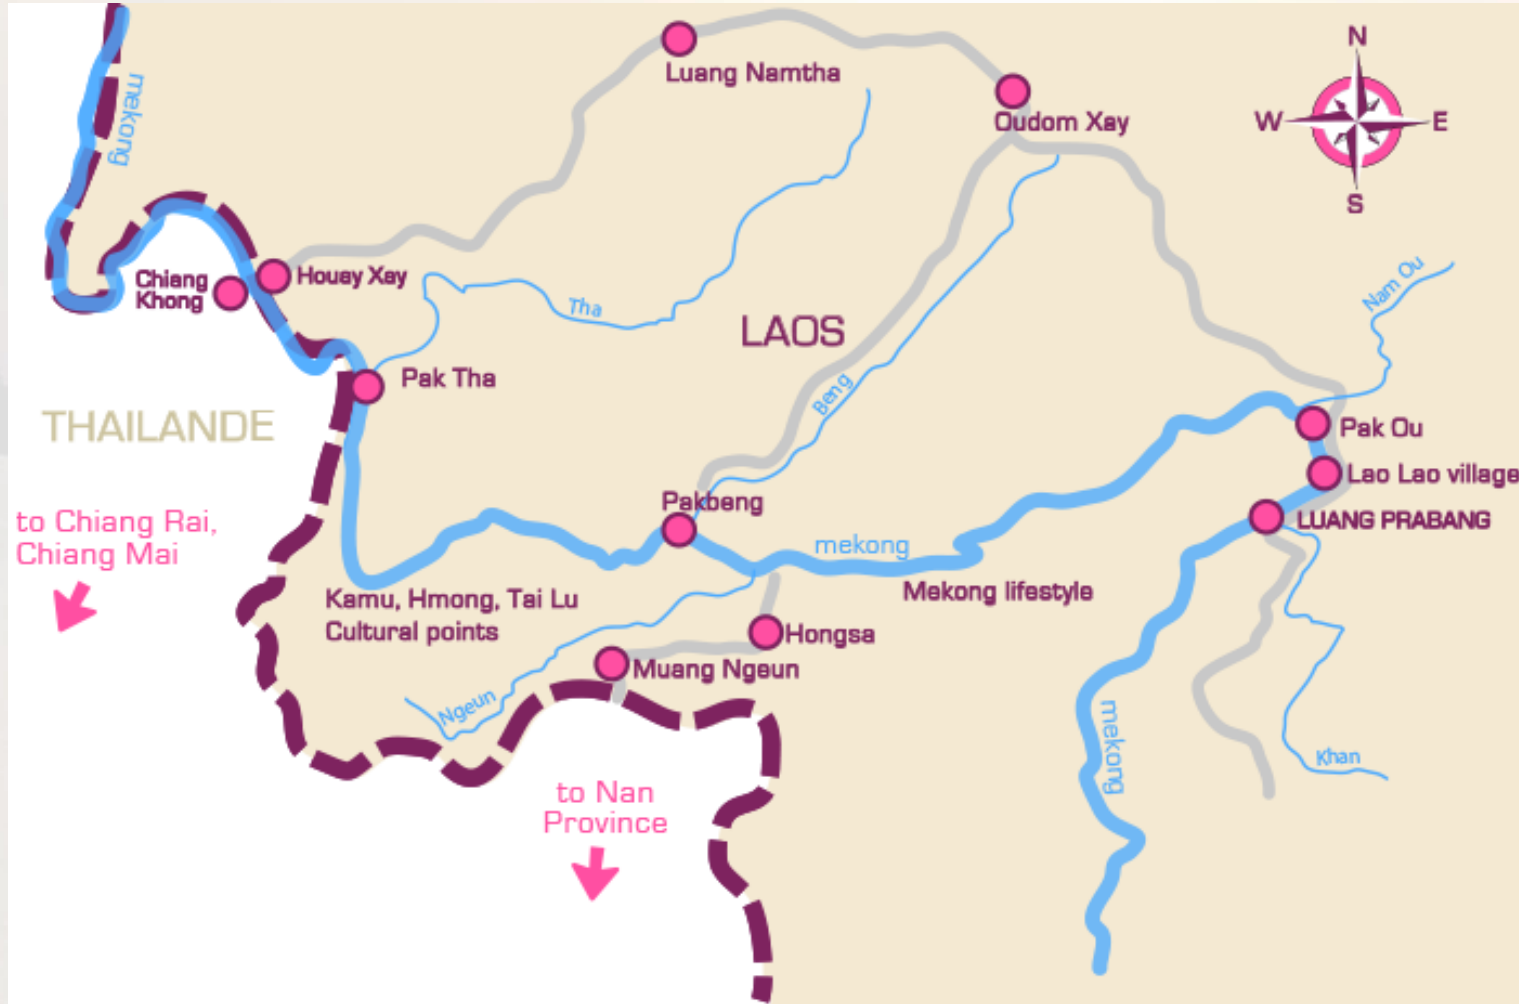 N
W
E
S
mekong
Luang Namtha
Oudom Xay
Chiang
Khong
Houay Xay
Tha
Nam Ou
LAOS
Pak Tha
Beng
THAILANDE
Pak Ou
Lao Lao village
Pakbeng
LUANG PRABANG
to Chiang Rai,
Chiang Mai
mekong
Mekong lifestyle
Kamu, Hmong, Tai Lu
Cultural points
Hongsa
Muang Ngeun
Ngeun
mekong
Khan
to Nan
Province